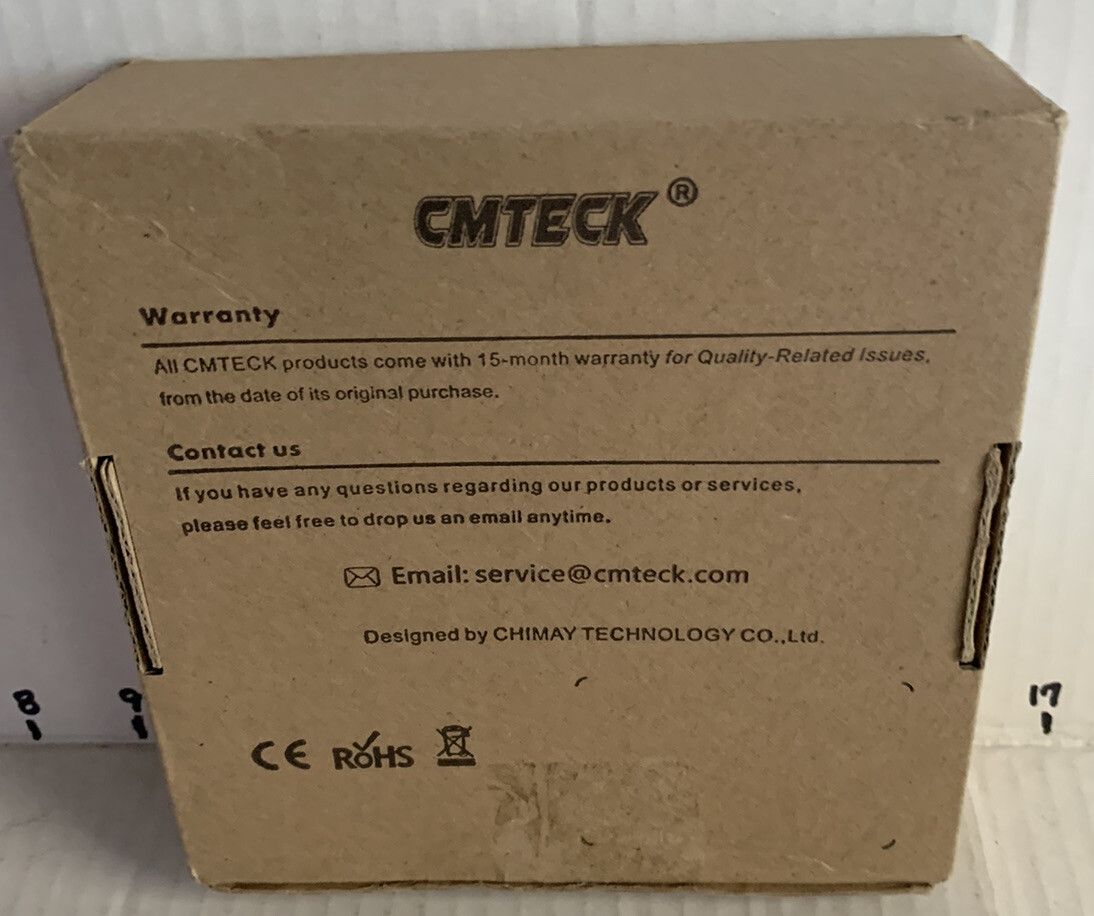 CMTECK®
Warranty
All CMTECK products come with 15-month warranty for Quality-Related Issues,
from the date of its original purchase.
Contact us
If you have any questions regarding our products or services,
please feel free to drop us an email anytime.
Email: service@cmteck.com
Designed by CHIMAY TECHNOLOGY CO.,Ltd.
8 9 17
CE RoHS